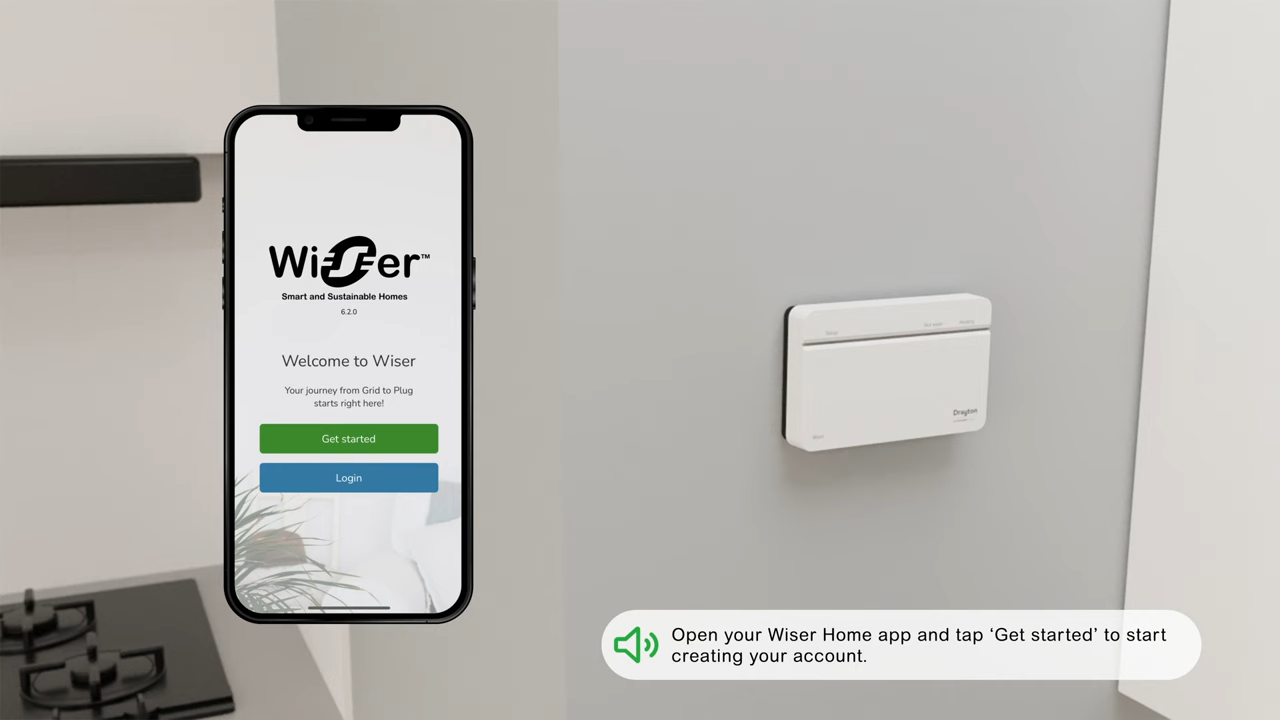 Wiser™
Smart and Sustainable Homes
6.2.0
Welcome to Wiser
Your journey from Grid to Plug
starts right here!
Get started
Login
Drayton
Open your Wiser Home app and tap ‘Get started’ to start
creating your account.